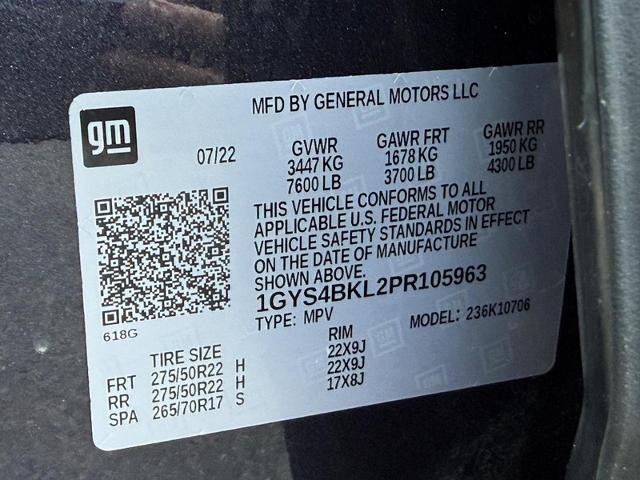 MFD BY GENERAL MOTORS LLC
gm
07/22
GVWR GAWR FRT GAWR RR
3447 KG 1678 KG 1950 KG
7600 LB 3700 LB 4300 LB
THIS VEHICLE CONFORMS TO ALL
APPLICABLE U.S. FEDERAL MOTOR
VEHICLE SAFETY STANDARDS IN EFFECT
ON THE DATE OF MANUFACTURE
SHOWN ABOVE.
1GYS4BKL2PR105963
TYPE: MPV MODEL: 236K10706
618G
TIRE SIZE RIM
FRT 275/50R22 H 22X9J
RR 275/50R22 H 22X9J
SPA 265/70R17 S 17X8J